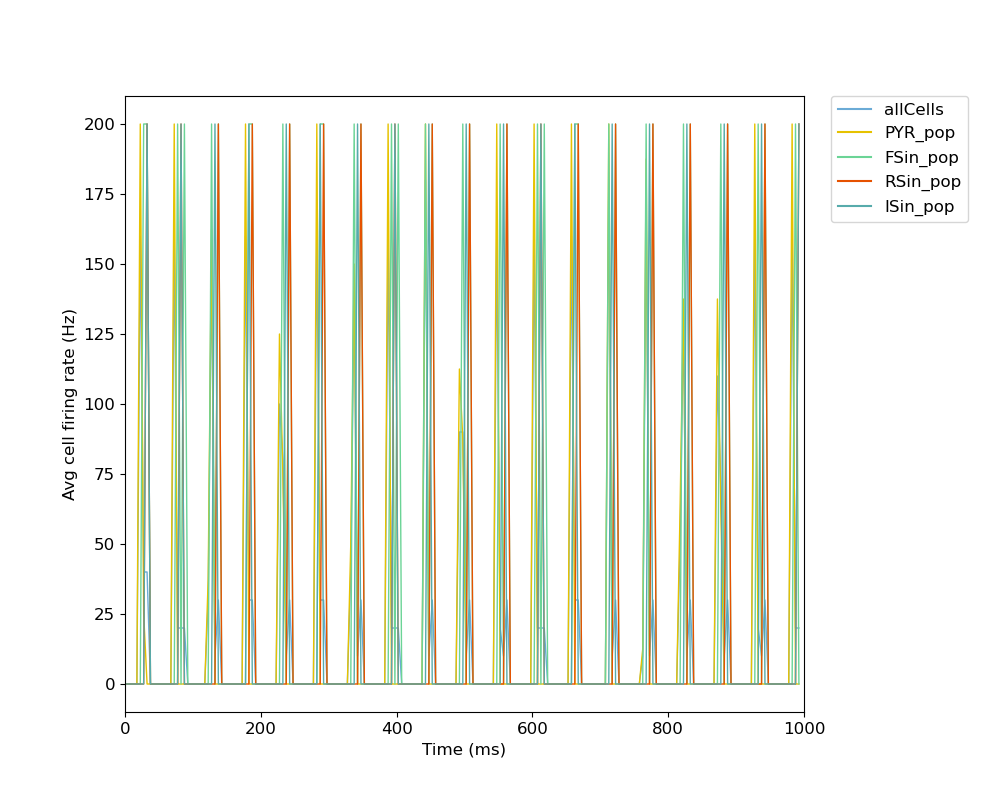 allCells
PYR_pop
FSin_pop
RSin_pop
ISin_pop
Avg cell firing rate (Hz)
200
175
150
125
100
75
50
25
0
0 200 400 600 800 1000
Time (ms)